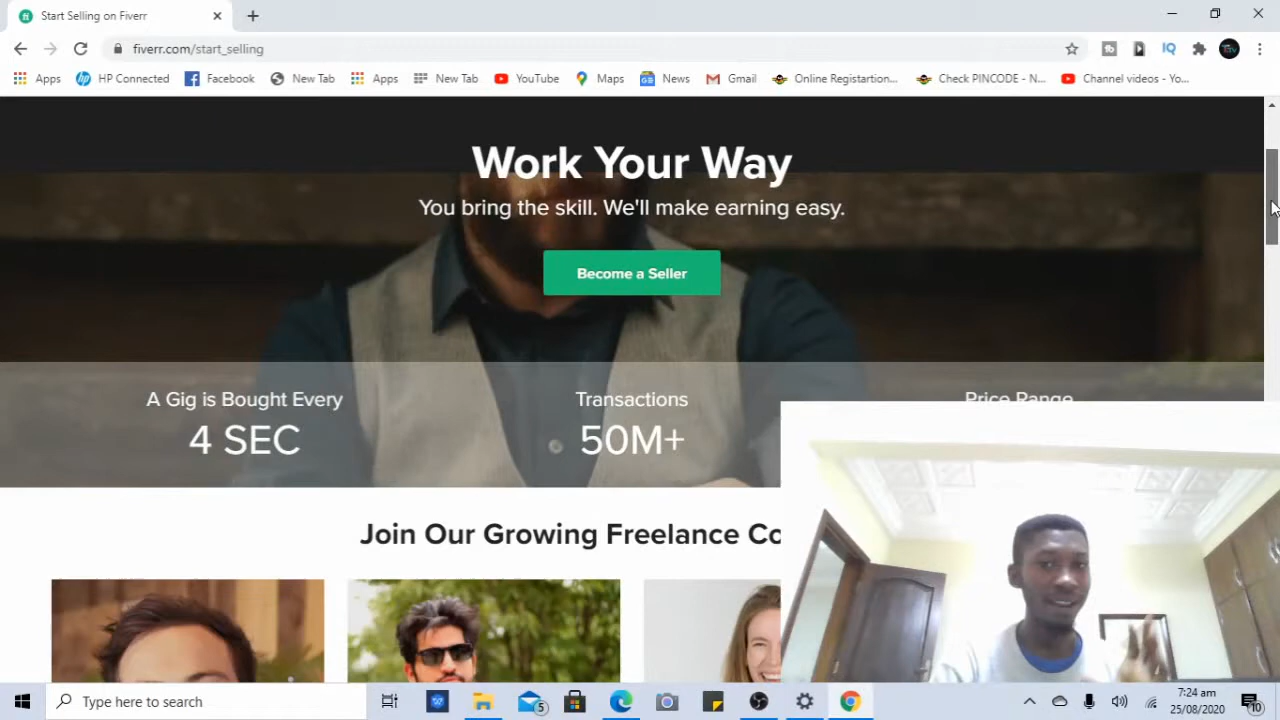 Start Selling on Fiverr
fiverr.com/start_selling
Apps
HP Connected
Facebook
New Tab
Apps
New Tab
YouTube
Maps
News
Gmail
Online Registartion...
Check PINCODE - N...
Channel videos - Yo...
Work Your Way
You bring the skill. We'll make earning easy.
Become a Seller
A Gig is Bought Every
Transactions
Price Range
4 SEC
50M+
Join Our Growing Freelance Co
Type here to search
5
7:24 am
25/08/2020
10